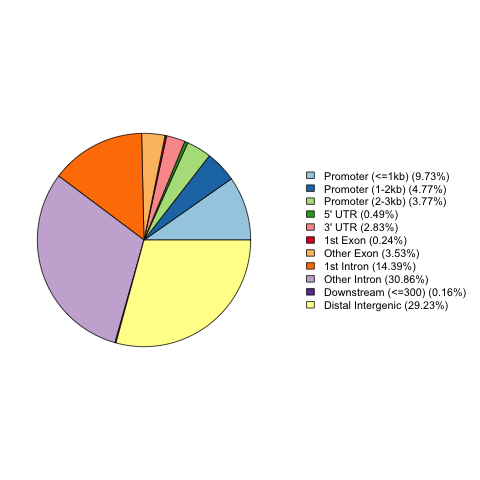 Promoter (<=1kb) (9.73%)
Promoter (1-2kb) (4.77%)
Promoter (2-3kb) (3.77%)
5' UTR (0.49%)
3' UTR (2.83%)
1st Exon (0.24%)
Other Exon (3.53%)
1st Intron (14.39%)
Other Intron (30.86%)
Downstream (<=300) (0.16%)
Distal Intergenic (29.23%)